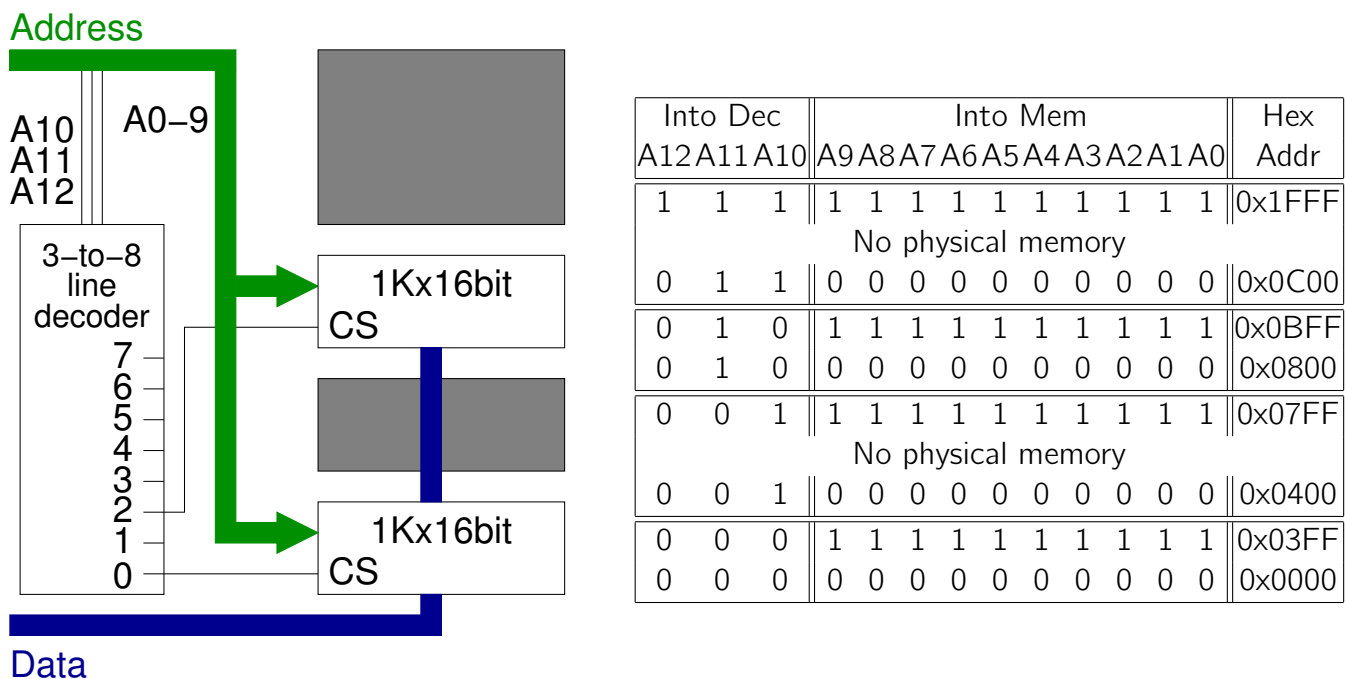 Address
A10
A11
A12
A0–9
3–to–8
line
decoder
7
6
5
4
3
2
1
0
1Kx16bit
CS
1Kx16bit
CS
Data
Into Dec Into Mem Hex
A12 A11 A10 A9 A8 A7 A6 A5 A4 A3 A2 A1 A0 Addr
1 1 1 1 1 1 1 1 1 1 1 1 1 0x1FFF
No physical memory
0 1 1 0 0 0 0 0 0 0 0 0 0 0x0C00
0 1 0 1 1 1 1 1 1 1 1 1 1 0x0BFF
0 1 0 0 0 0 0 0 0 0 0 0 0 0x0800
0 0 1 1 1 1 1 1 1 1 1 1 1 0x07FF
No physical memory
0 0 1 0 0 0 0 0 0 0 0 0 0 0x0400
0 0 0 1 1 1 1 1 1 1 1 1 1 0x03FF
0 0 0 0 0 0 0 0 0 0 0 0 0 0x0000